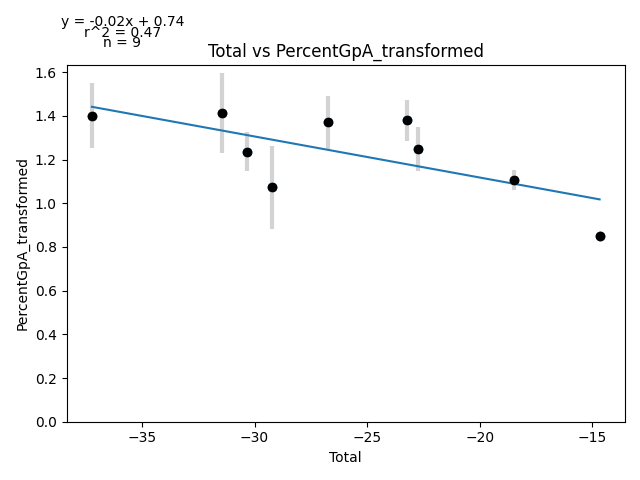 y = -0.02x + 0.74
r^2 = 0.47
n = 9
Total vs PercentGpA_transformed
PercentGpA_transformed
1.6
1.4
1.2
1.0
0.8
0.6
0.4
0.2
0.0
−35
−30
−25
−20
−15
Total